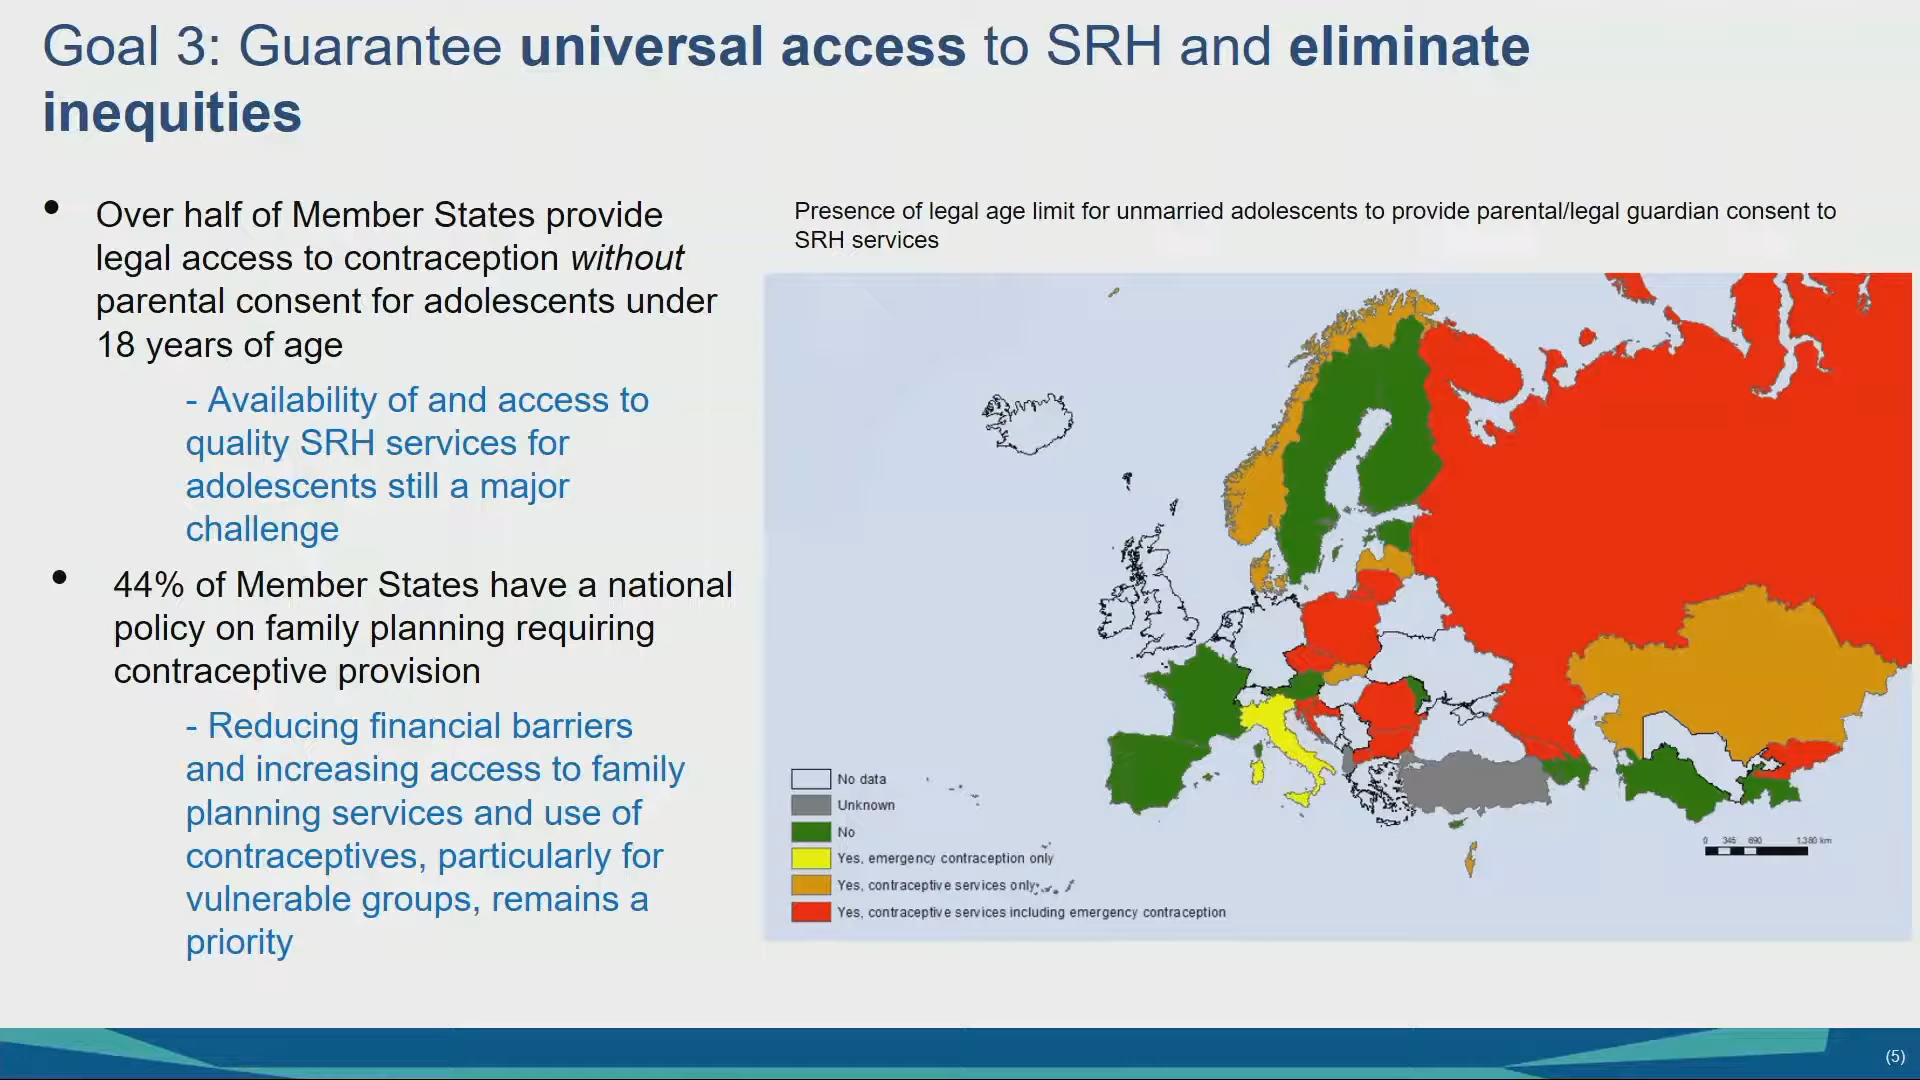 Goal 3: Guarantee universal access to SRH and eliminate
inequities
• Over half of Member States provide
legal access to contraception without
parental consent for adolescents under
18 years of age
- Availability of and access to
quality SRH services for
adolescents still a major
challenge
• 44% of Member States have a national
policy on family planning requiring
contraceptive provision
- Reducing financial barriers
and increasing access to family
planning services and use of
contraceptives, particularly for
vulnerable groups, remains a
priority
Presence of legal age limit for unmarried adolescents to provide parental/legal guardian consent to
SRH services
No data
Unknown
No
Yes, emergency contraception only
Yes, contraceptive services only
Yes, contraceptive services including emergency contraception
0 345 690 1,380 km
(5)